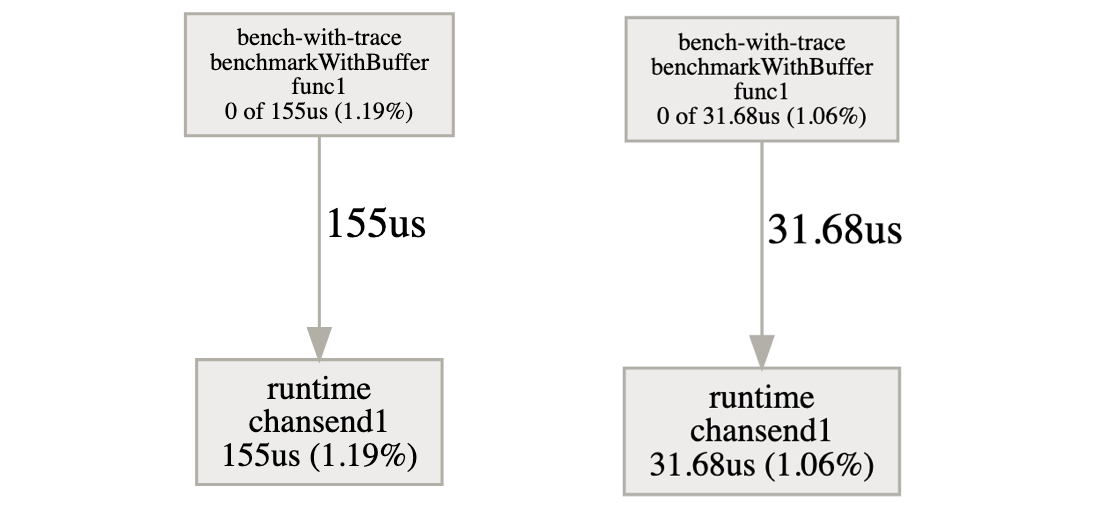 bench-with-trace
benchmarkWithBuffer
func1
0 of 155us (1.19%)
155us
runtime
chansend1
155us (1.19%)
bench-with-trace
benchmarkWithBuffer
func1
0 of 31.68us (1.06%)
31.68us
runtime
chansend1
31.68us (1.06%)